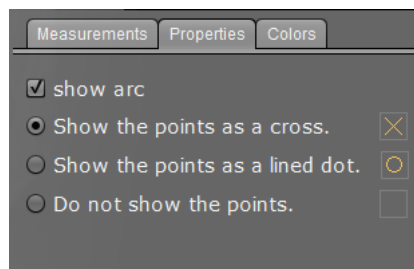 Measurements Properties Colors
show arc
Show the points as a cross.
Show the points as a lined dot.
Do not show the points.